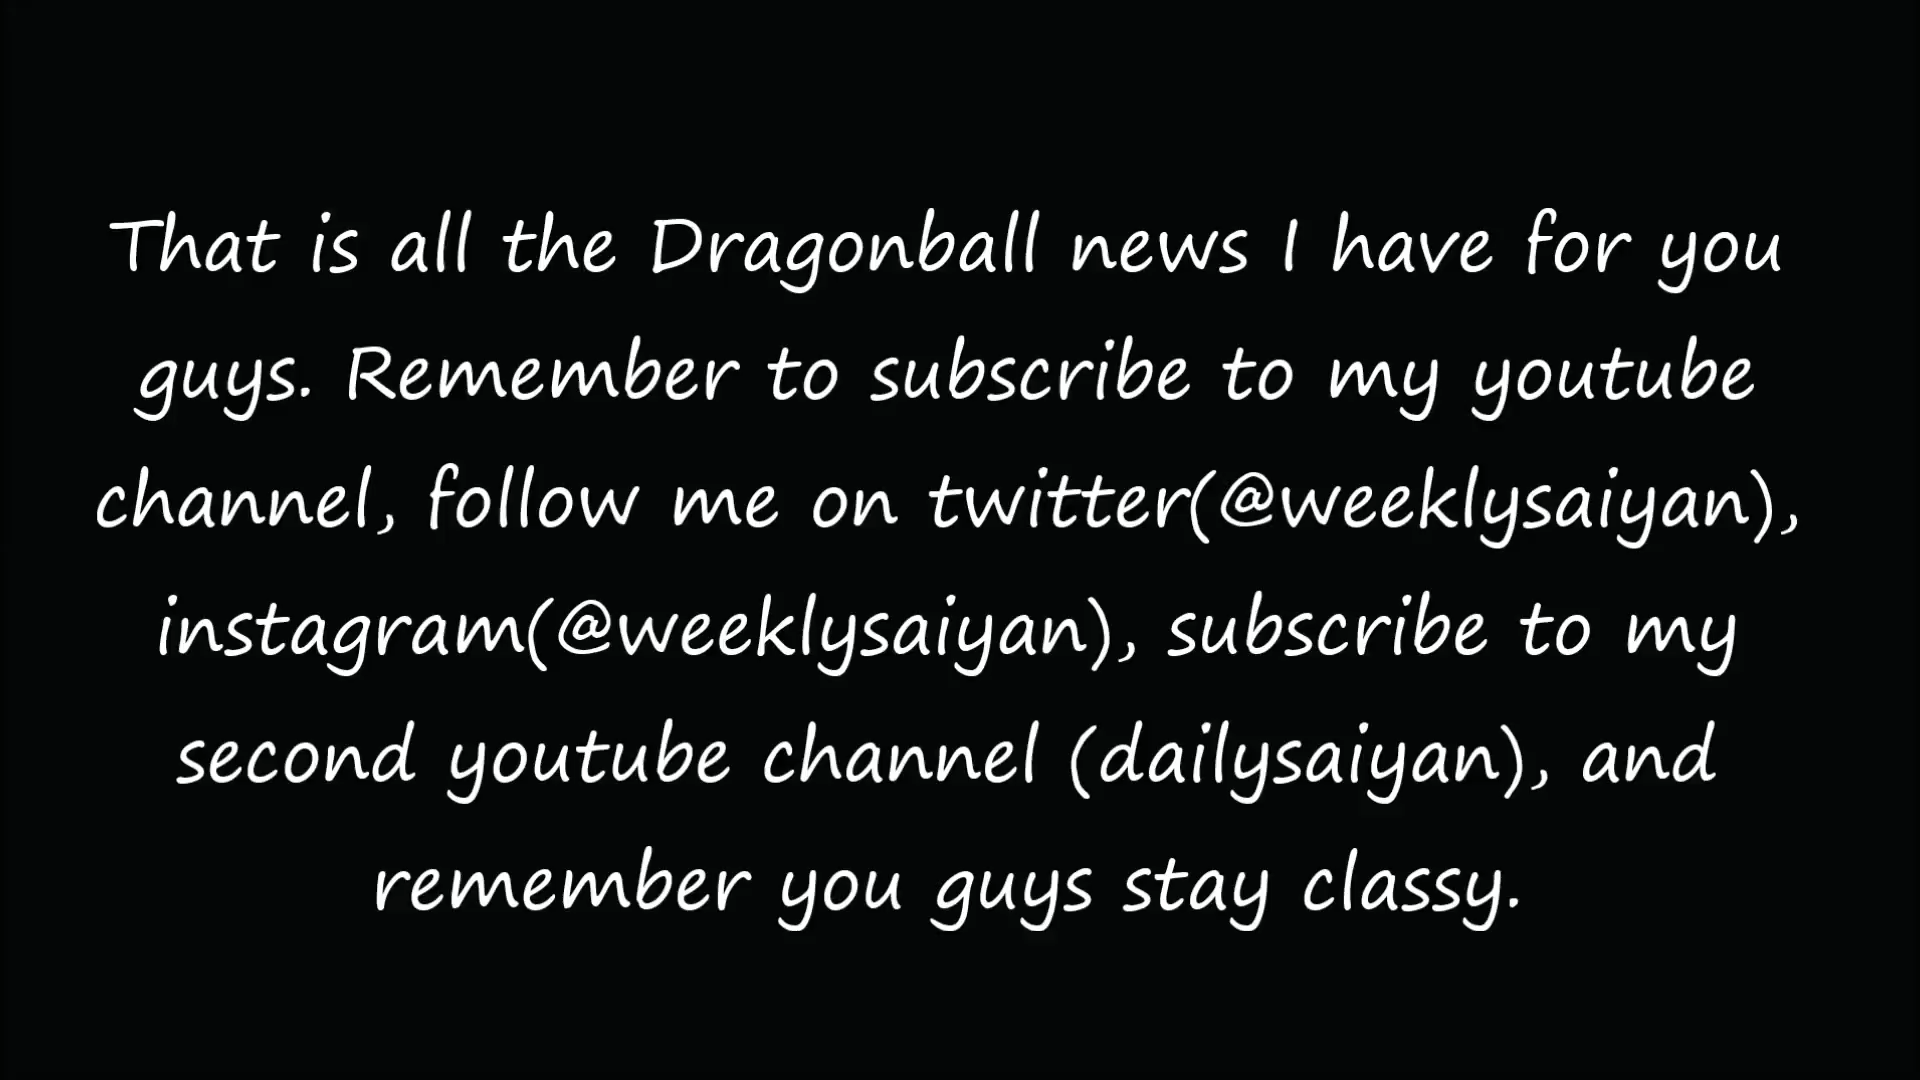 That is all the Dragonball news I have for you
guys. Remember to subscribe to my youtube
channel, follow me on twitter(@weeklysaiyan),
instagram(@weeklysaiyan), subscribe to my
second youtube channel (dailysaiyan), and
remember you guys stay classy.